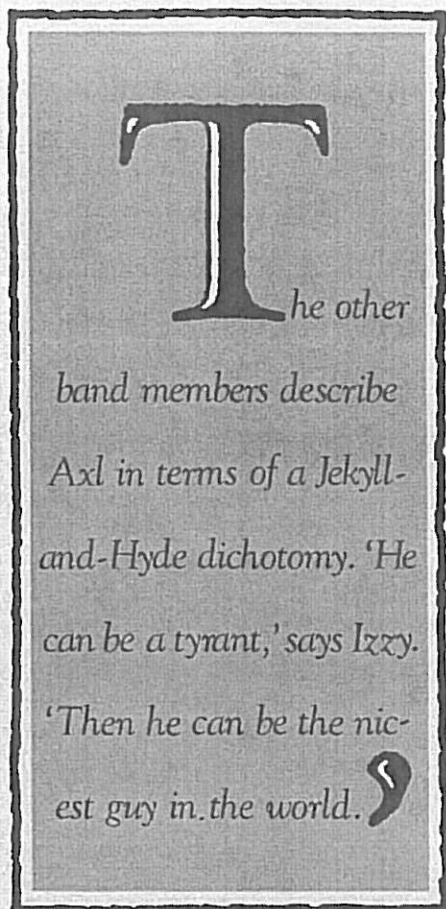 The other
band members describe
Axl in terms of a Jekyll-
and-Hyde dichotomy. ‘He
can be a tyrant,’ says Izzy.
‘Then he can be the nic-
est guy in the world.’